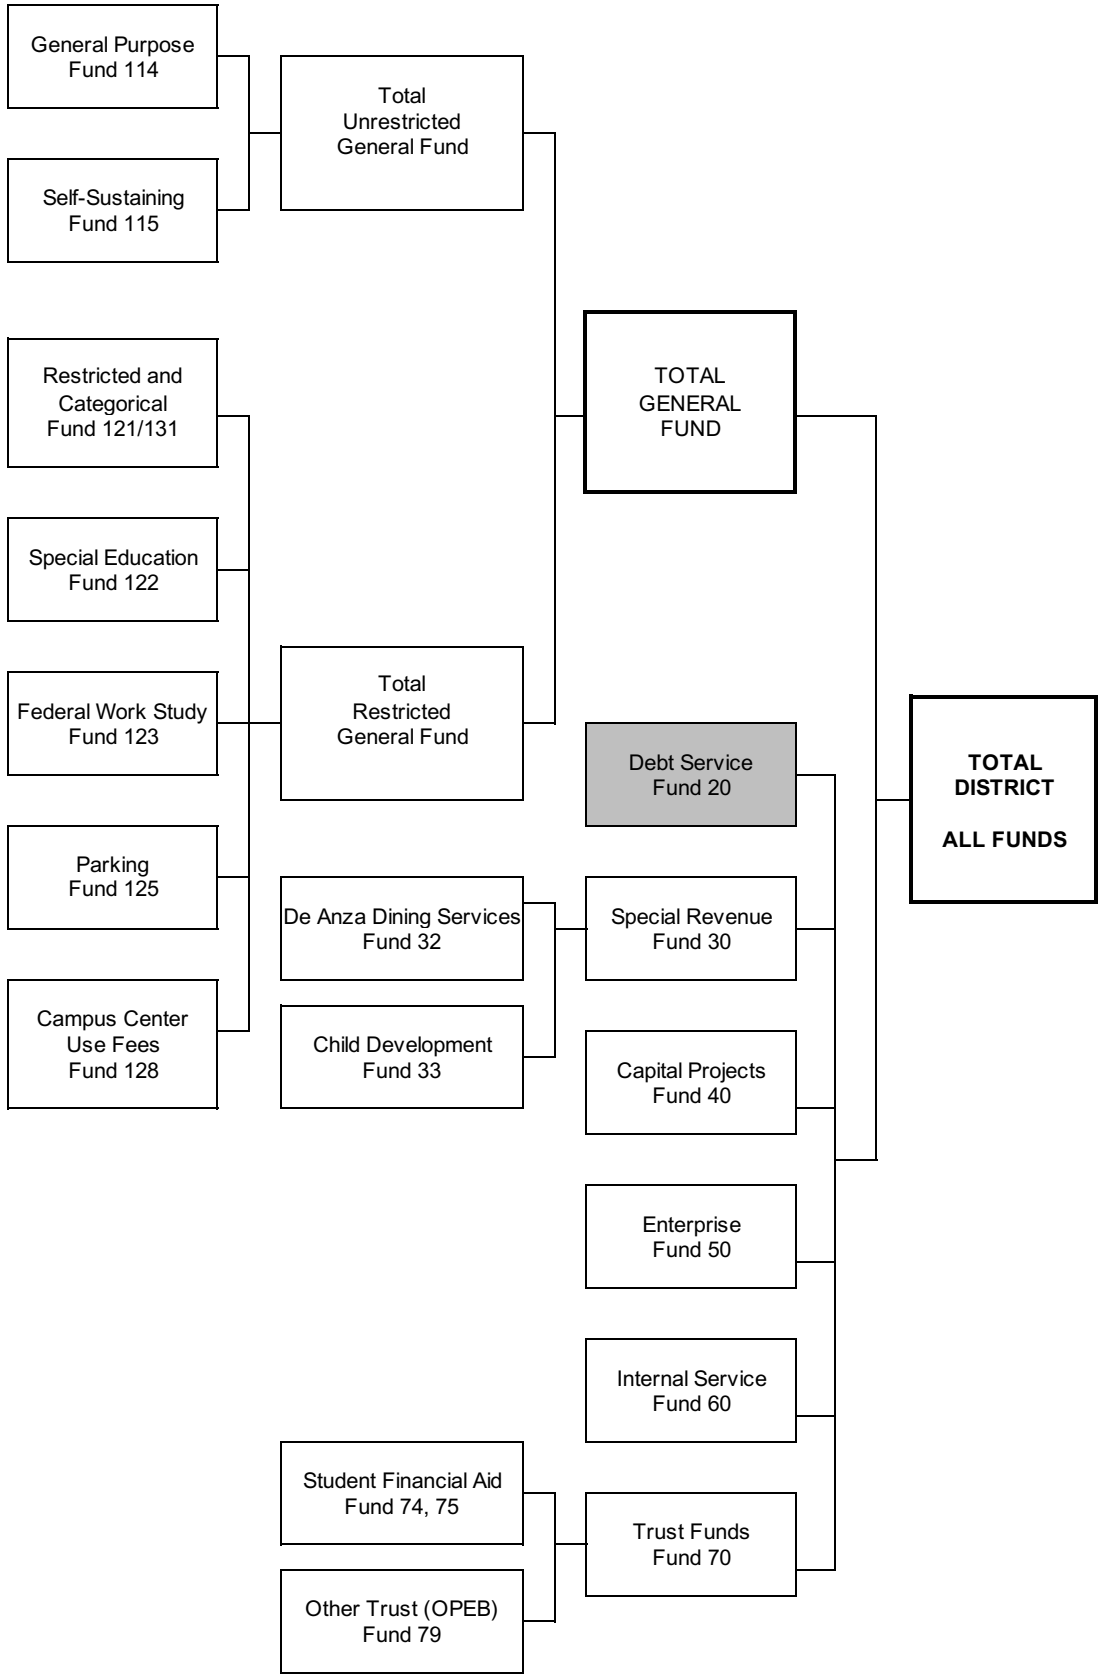 General Purpose
Fund 114
Total
Unrestricted
General Fund
Self-Sustaining
Fund 115
Restricted and
Categorical
Fund 121/131
TOTAL
GENERAL
FUND
Special Education
Fund 122
Federal Work Study
Fund 123
Total
Restricted
General Fund
Debt Service
Fund 20
TOTAL
DISTRICT
ALL FUNDS
Parking
Fund 125
De Anza Dining Services
Fund 32
Special Revenue
Fund 30
Campus Center
Use Fees
Fund 128
Child Development
Fund 33
Capital Projects
Fund 40
Enterprise
Fund 50
Internal Service
Fund 60
Student Financial Aid
Fund 74, 75
Trust Funds
Fund 70
Other Trust (OPEB)
Fund 79